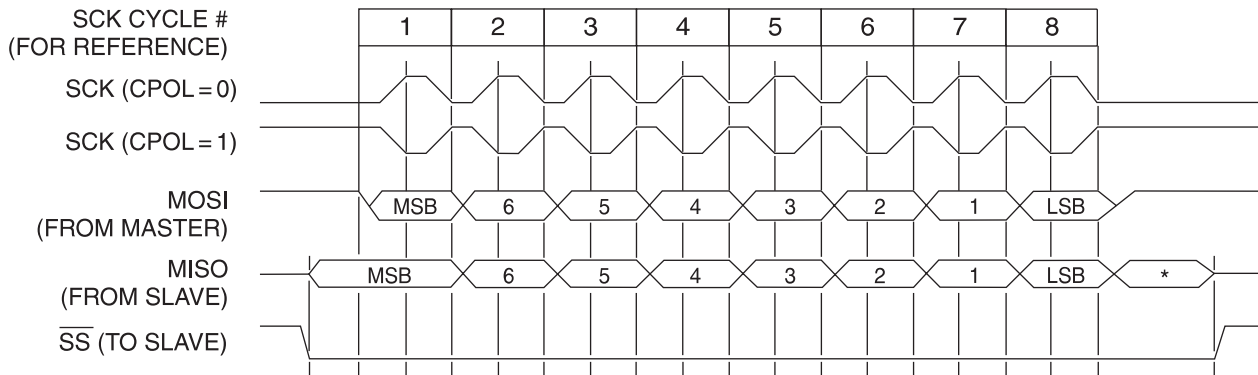 SCK CYCLE #
(FOR REFERENCE)
1 2 3 4 5 6 7 8
SCK (CPOL = 0)
SCK (CPOL = 1)
MOSI
(FROM MASTER)
MSB 6 5 4 3 2 1 LSB
MISO
(FROM SLAVE)
MSB 6 5 4 3 2 1 LSB *
SS (TO SLAVE)